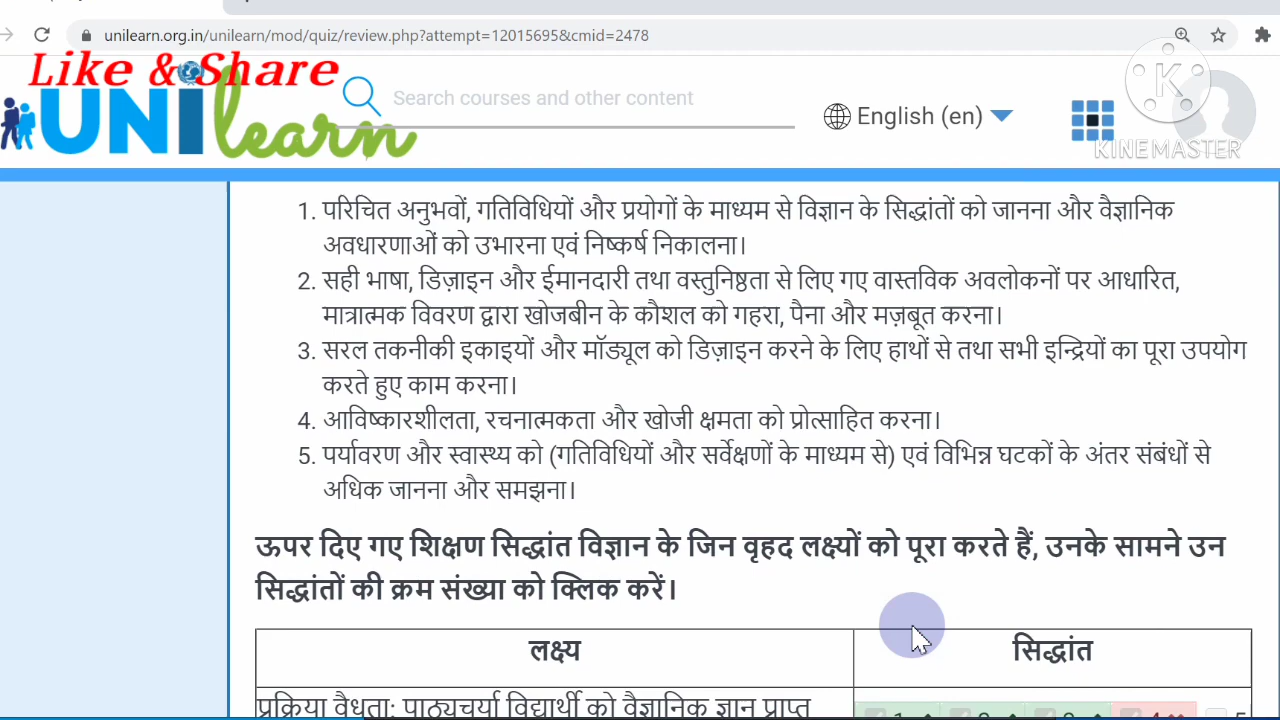 unilearn.org.in/unilearn/mod/quiz/review.php?attempt=12015695&cmid=2478
Like & Share
UNIlearn
Search courses and other content
English (en)
K
KINEMASTER
1. परिचित अनुभवों, गतिविधियों और प्रयोगों के माध्यम से विज्ञान के सिद्धांतों को जानना और वैज्ञानिक
अवधारणाओं को उभारना एवं निष्कर्ष निकालना।
2. सही भाषा, डिज़ाइन और ईमानदारी तथा वस्तुनिष्ठता से लिए गए वास्तविक अवलोकनों पर आधारित,
मात्रात्मक विवरण द्वारा खोजबीन के कौशल को गहरा, पैना और मज़बूत करना।
3. सरल तकनीकी इकाइयों और मॉड्यूल को डिज़ाइन करने के लिए हाथों से तथा सभी इन्द्रियों का पूरा उपयोग
करते हुए काम करना।
4. आविष्कारशीलता, रचनात्मकता और खोजी क्षमता को प्रोत्साहित करना।
5. पर्यावरण और स्वास्थ्य को (गतिविधियों और सर्वेक्षणों के माध्यम से) एवं विभिन्न घटकों के अंतर संबंधों से
अधिक जानना और समझना।
ऊपर दिए गए शिक्षण सिद्धांत विज्ञान के जिन वृहद लक्ष्यों को पूरा करते हैं, उनके सामने उन
सिद्धांतों की क्रम संख्या को क्लिक करें।
लक्ष्य
सिद्धांत
प्रक्रिया वैधता: पाठ्यचर्या विद्यार्थी को वैज्ञानिक ज्ञान प्राप्त